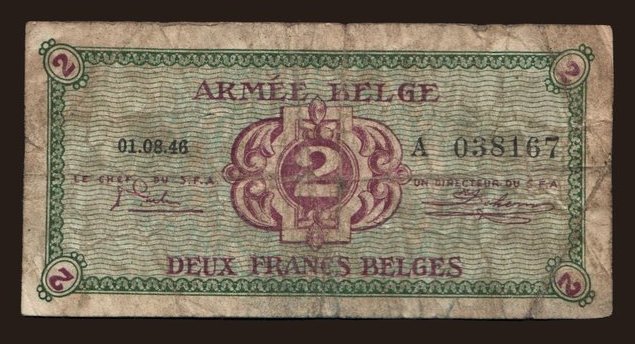 2 2
ARMÉE BELGE
01.08.46 A 038167
2
LE CHEF DU S.F.A UN DIRECTEUR DU S.F.A
DEUX FRANCS BELGES
2 2